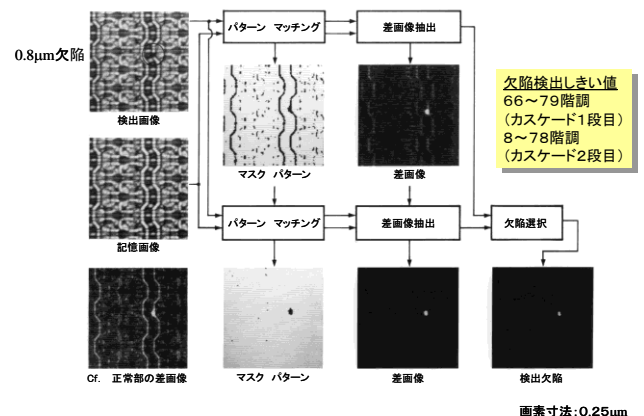 パターン マッチング
差画像抽出
0.8μm欠陥
検出画像
マスク パターン
差画像
欠陥検出しきい値
66～79階調
(カスケード1段目)
8～78階調
(カスケード2段目)
記憶画像
パターン マッチング
差画像抽出
欠陥選択
Cf. 正常部の差画像
マスク パターン
差画像
検出欠陥
画素寸法:0.25μm